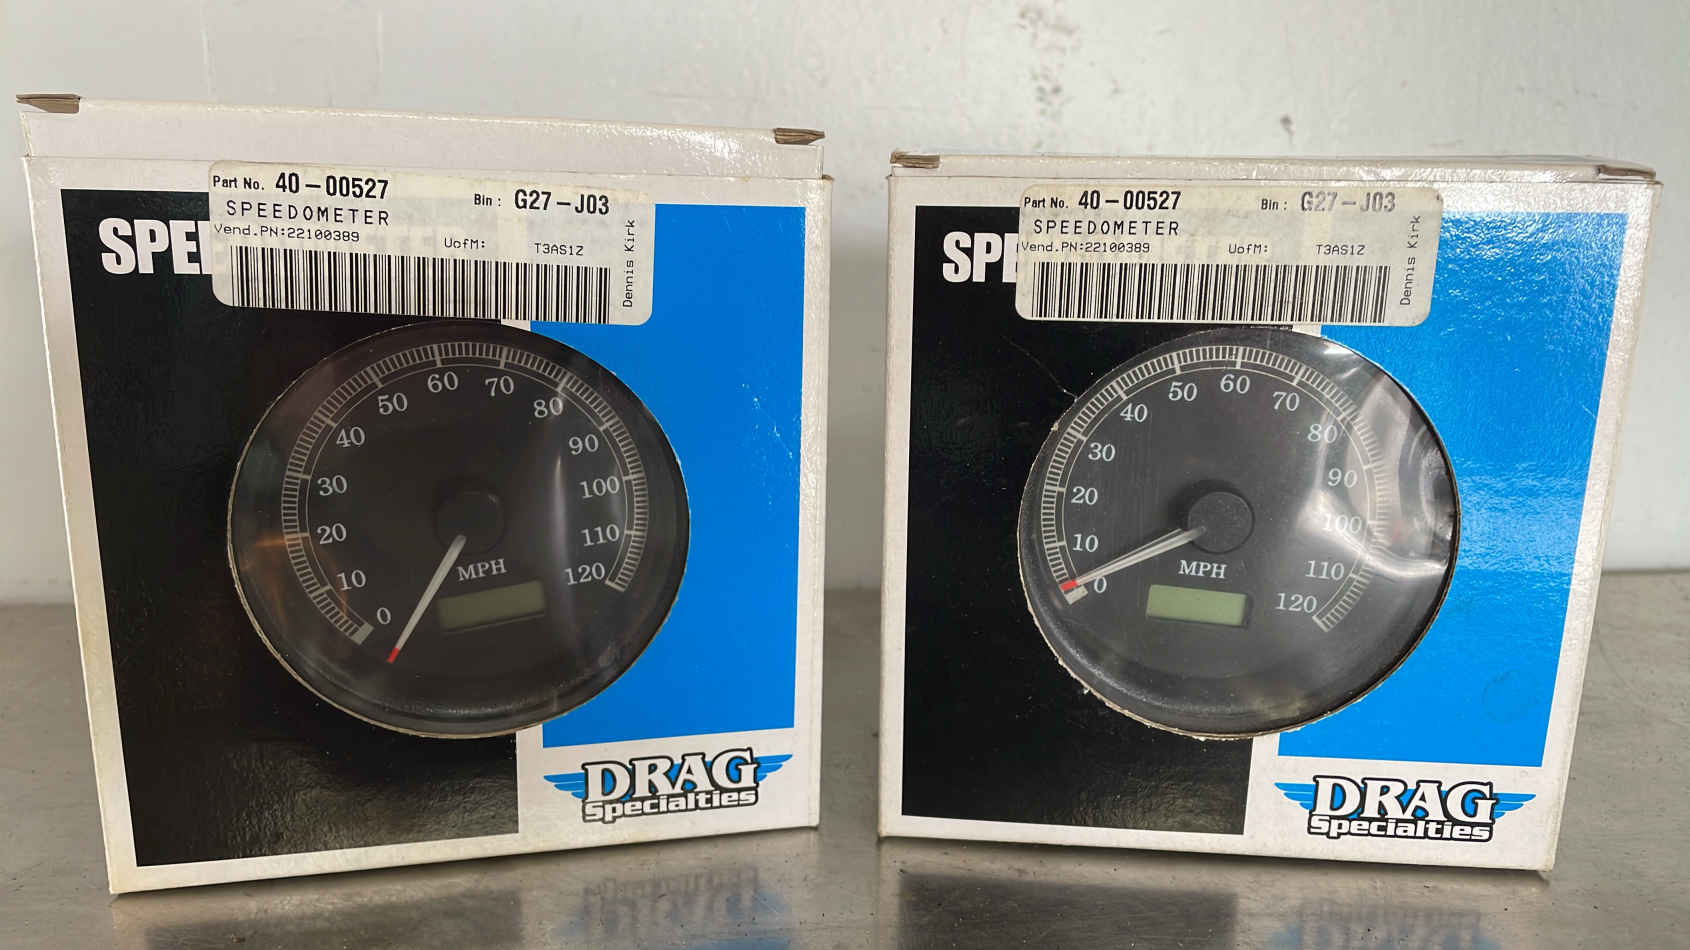 Part No. 40-00527
Bin: G27-J03
SPEEDOMETER
Vend.PN:22100389
UofM:
T3AS1Z
Dennis Kirk
SPE
0
10
20
30
40
50
60
70
80
90
100
110
120
MPH
DRAG
Specialties
Part No. 40-00527
Bin: G27-J03
SPEEDOMETER
Vend.PN:22100389
UofM:
T3AS1Z
Dennis Kirk
SP
0
10
20
30
40
50
60
70
80
90
100
110
120
MPH
DRAG
Specialties